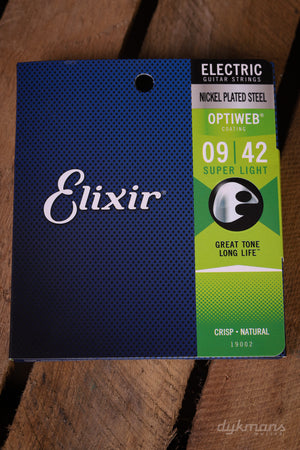 ELECTRIC
GUITAR STRINGS
NICKEL PLATED STEEL
OPTIWEB®
COATING
09 | 42
SUPER LIGHT
Elixir®
GREAT TONE
LONG LIFE™
CRISP • NATURAL
19002
dykmans